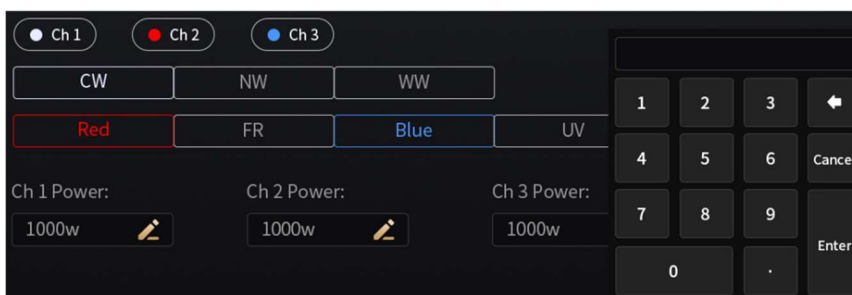 Ch 1 Ch 2 Ch 3
CW NW WW
Red FR Blue UV
Ch 1 Power: Ch 2 Power: Ch 3 Power:
1000w 1000w 1000w
1 2 3
4 5 6 Cance
7 8 9
Enter
0 .